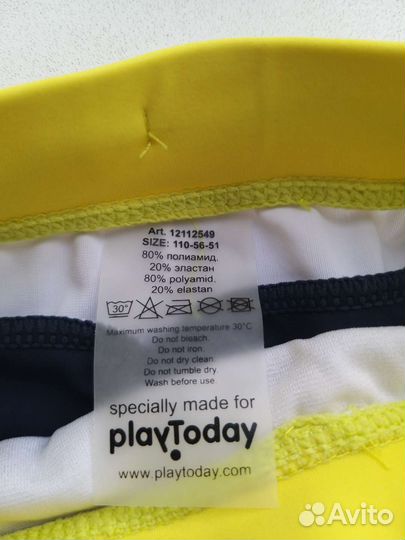 Art. 12112549
SIZE: 110-56-51
80% полиамид.
20% эластан
80% polyamid.
20% elastan
30°
Maximum washing temperature 30°C
Do not bleach.
Do not iron.
Do not dry clean.
Do not tumble dry.
Wash before use.
specially made for
playToday
www.playtoday.com
Avito